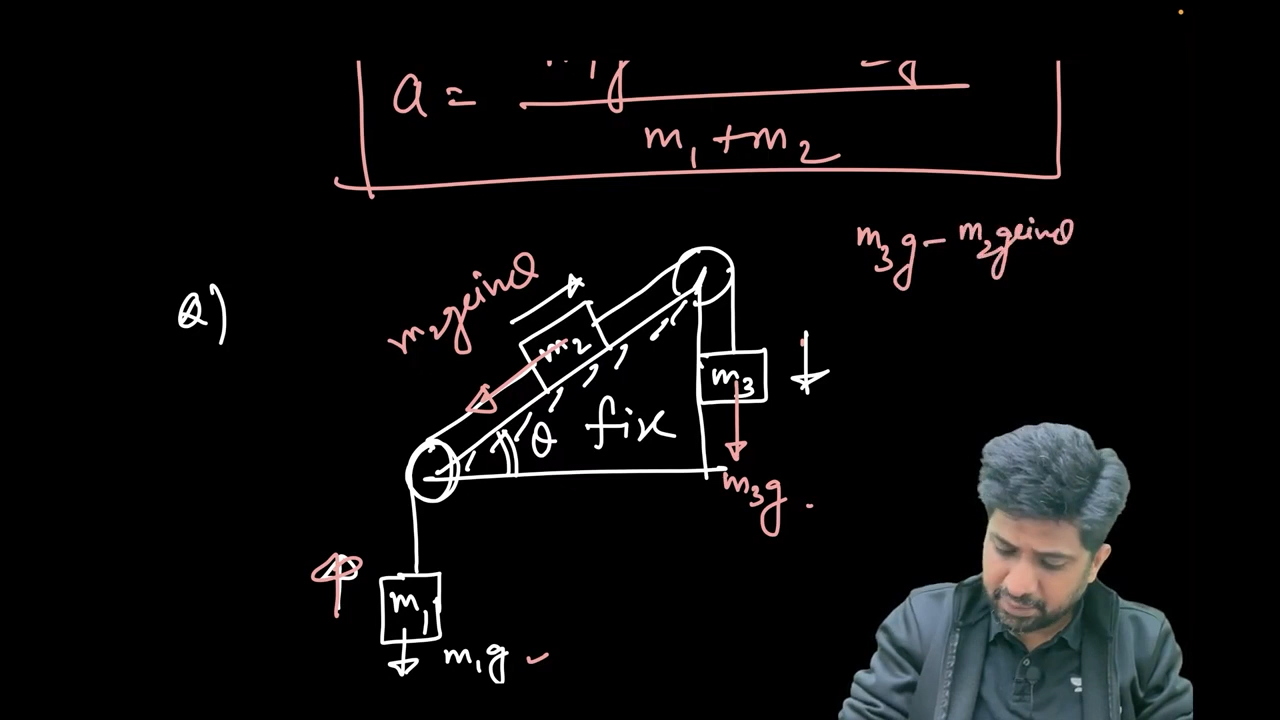 a =
m₁ + m₂
m₃g - m₂gsinθ
Q)
m₂gsinθ
m₂
m₃
θ fix
m₃g
m₁
m₁g